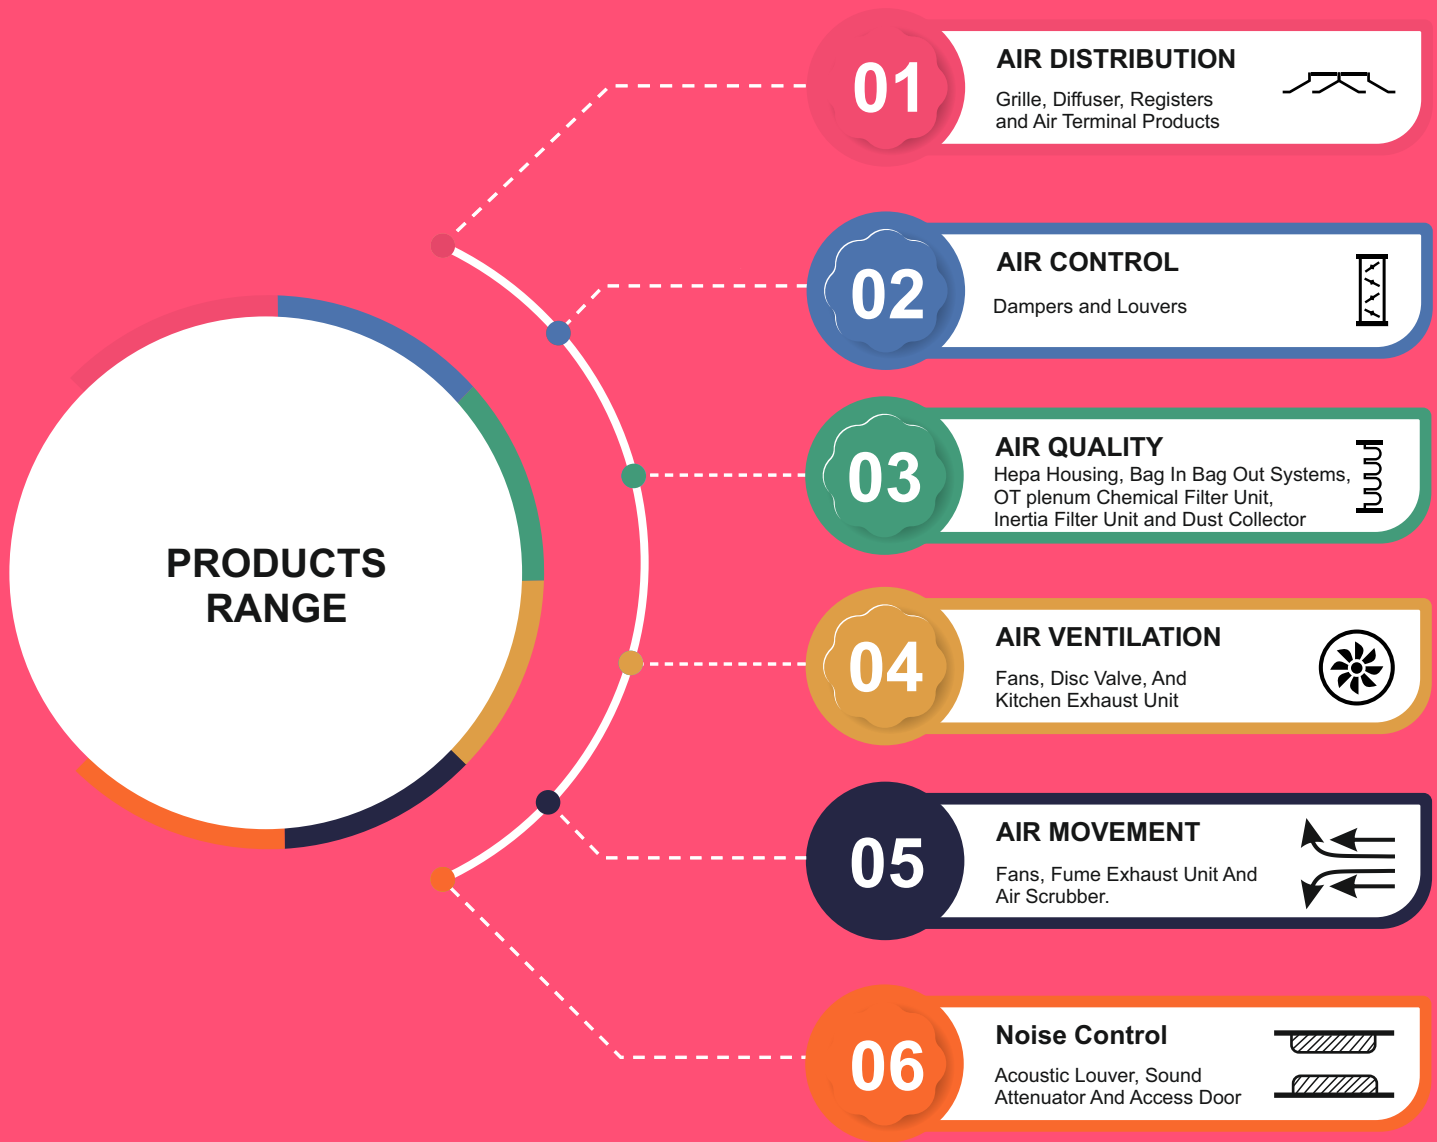 PRODUCTS
RANGE
01
AIR DISTRIBUTION
Grille, Diffuser, Registers
and Air Terminal Products
02
AIR CONTROL
Dampers and Louvers
03
AIR QUALITY
Hepa Housing, Bag In Bag Out Systems,
OT plenum Chemical Filter Unit,
Inertia Filter Unit and Dust Collector
04
AIR VENTILATION
Fans, Disc Valve, And
Kitchen Exhaust Unit
05
AIR MOVEMENT
Fans, Fume Exhaust Unit And
Air Scrubber.
06
Noise Control
Acoustic Louver, Sound
Attenuator And Access Door